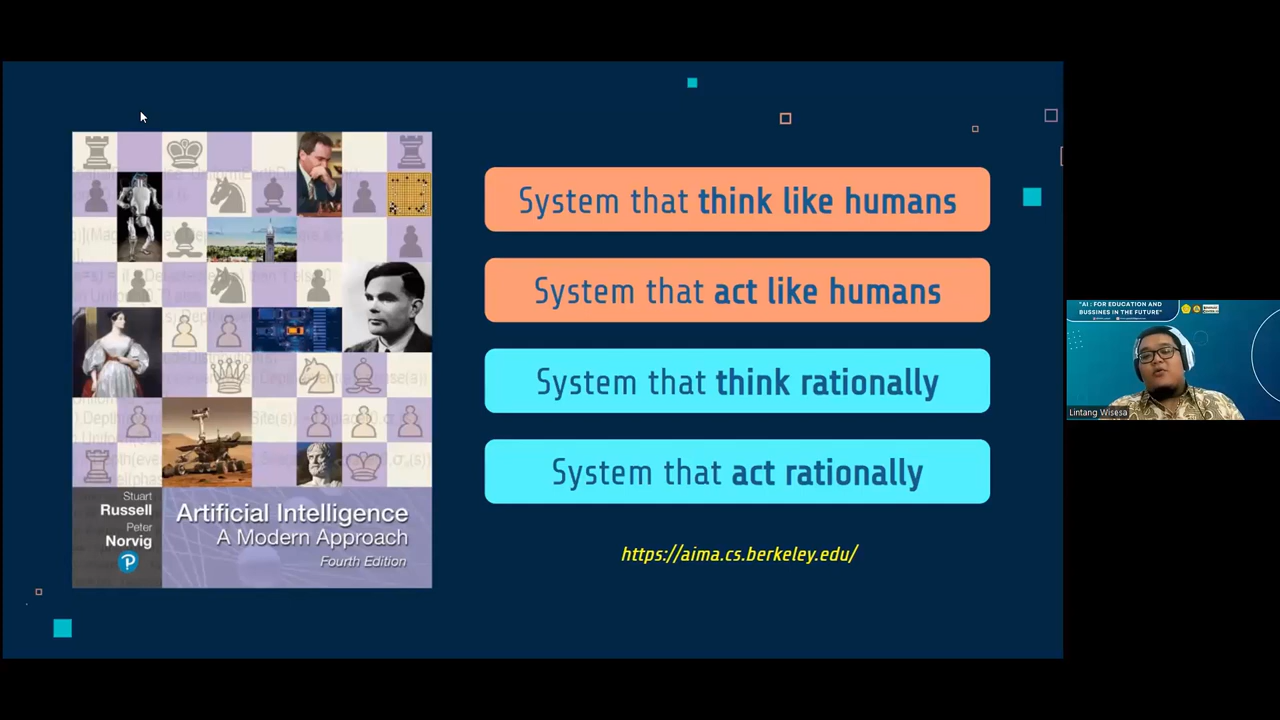 System that think like humans
System that act like humans
System that think rationally
System that act rationally
https://aima.cs.berkeley.edu/
Stuart
Russell
Peter
Norvig
Artificial Intelligence
A Modern Approach
Fourth Edition
"AI : FOR EDUCATION AND
BUSSINES IN THE FUTURE"
Lintang Wisesa